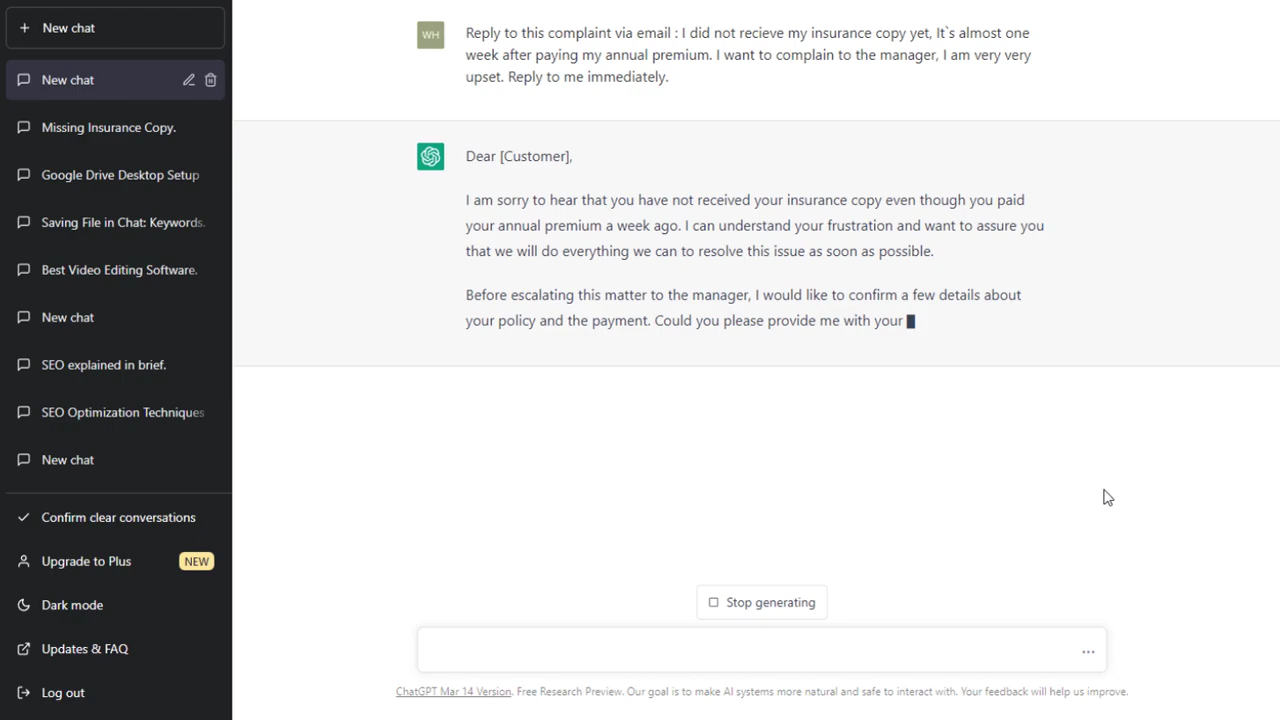 New chat
New chat
Missing Insurance Copy.
Google Drive Desktop Setup
Saving File in Chat: Keywords.
Best Video Editing Software.
New chat
SEO explained in brief.
SEO Optimization Techniques
New chat
Confirm clear conversations
Upgrade to Plus NEW
Dark mode
Updates & FAQ
Log out
WH
Reply to this complaint via email : I did not recieve my insurance copy yet, It`s almost one
week after paying my annual premium. I want to complain to the manager, I am very very
upset. Reply to me immediately.
Dear [Customer],
I am sorry to hear that you have not received your insurance copy even though you paid
your annual premium a week ago. I can understand your frustration and want to assure you
that we will do everything we can to resolve this issue as soon as possible.
Before escalating this matter to the manager, I would like to confirm a few details about
your policy and the payment. Could you please provide me with your
Stop generating
ChatGPT Mar 14 Version. Free Research Preview. Our goal is to make AI systems more natural and safe to interact with. Your feedback will help us improve.